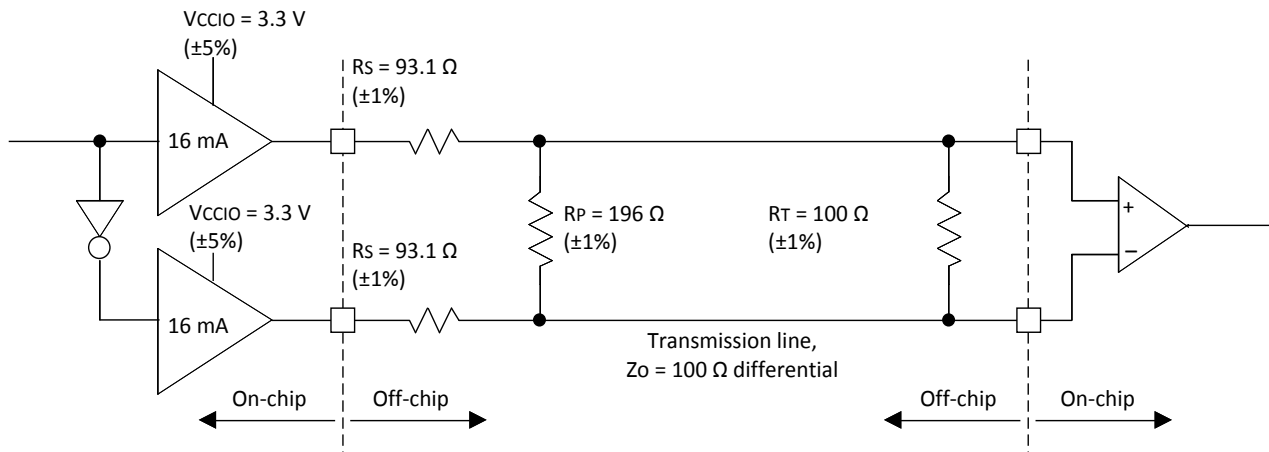 VCCIO = 3.3 V
(±5%)
RS = 93.1 Ω
(±1%)
16 mA
VCCIO = 3.3 V
(±5%)
RS = 93.1 Ω
(±1%)
16 mA
RP = 196 Ω
(±1%)
RT = 100 Ω
(±1%)
+
−
Transmission line,
Zo = 100 Ω differential
On-chip
Off-chip
Off-chip
On-chip